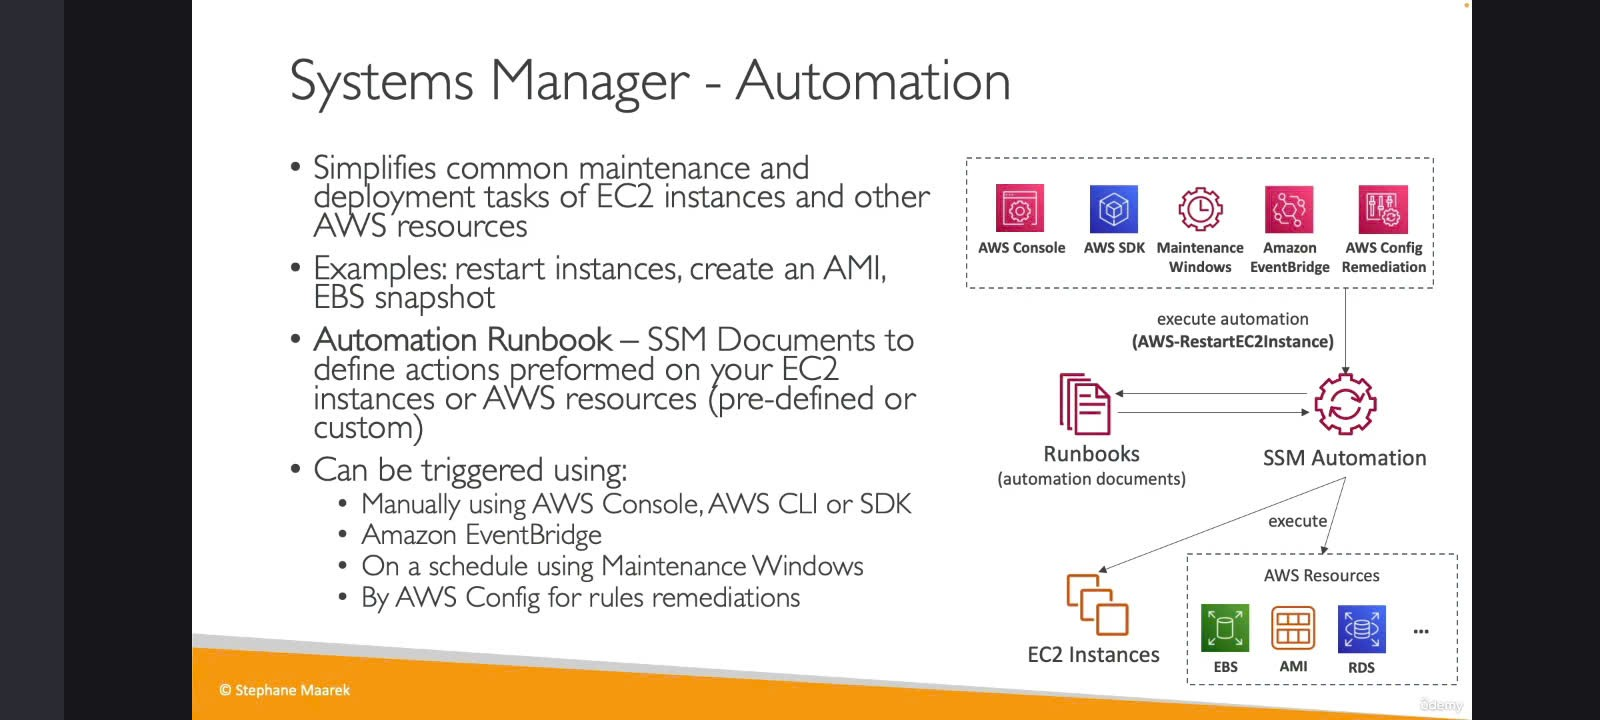 Systems Manager - Automation
• Simplifies common maintenance and
deployment tasks of EC2 instances and other
AWS resources
• Examples: restart instances, create an AMI,
EBS snapshot
• Automation Runbook – SSM Documents to
define actions preformed on your EC2
instances or AWS resources (pre-defined or
custom)
• Can be triggered using:
• Manually using AWS Console, AWS CLI or SDK
• Amazon EventBridge
• On a schedule using Maintenance Windows
• By AWS Config for rules remediations
AWS Console
AWS SDK
Maintenance
Windows
Amazon
EventBridge
AWS Config
Remediation
execute automation
(AWS-RestartEC2Instance)
Runbooks
(automation documents)
SSM Automation
execute
EC2 Instances
AWS Resources
EBS
AMI
RDS
...
© Stephane Maarek
ûdemy